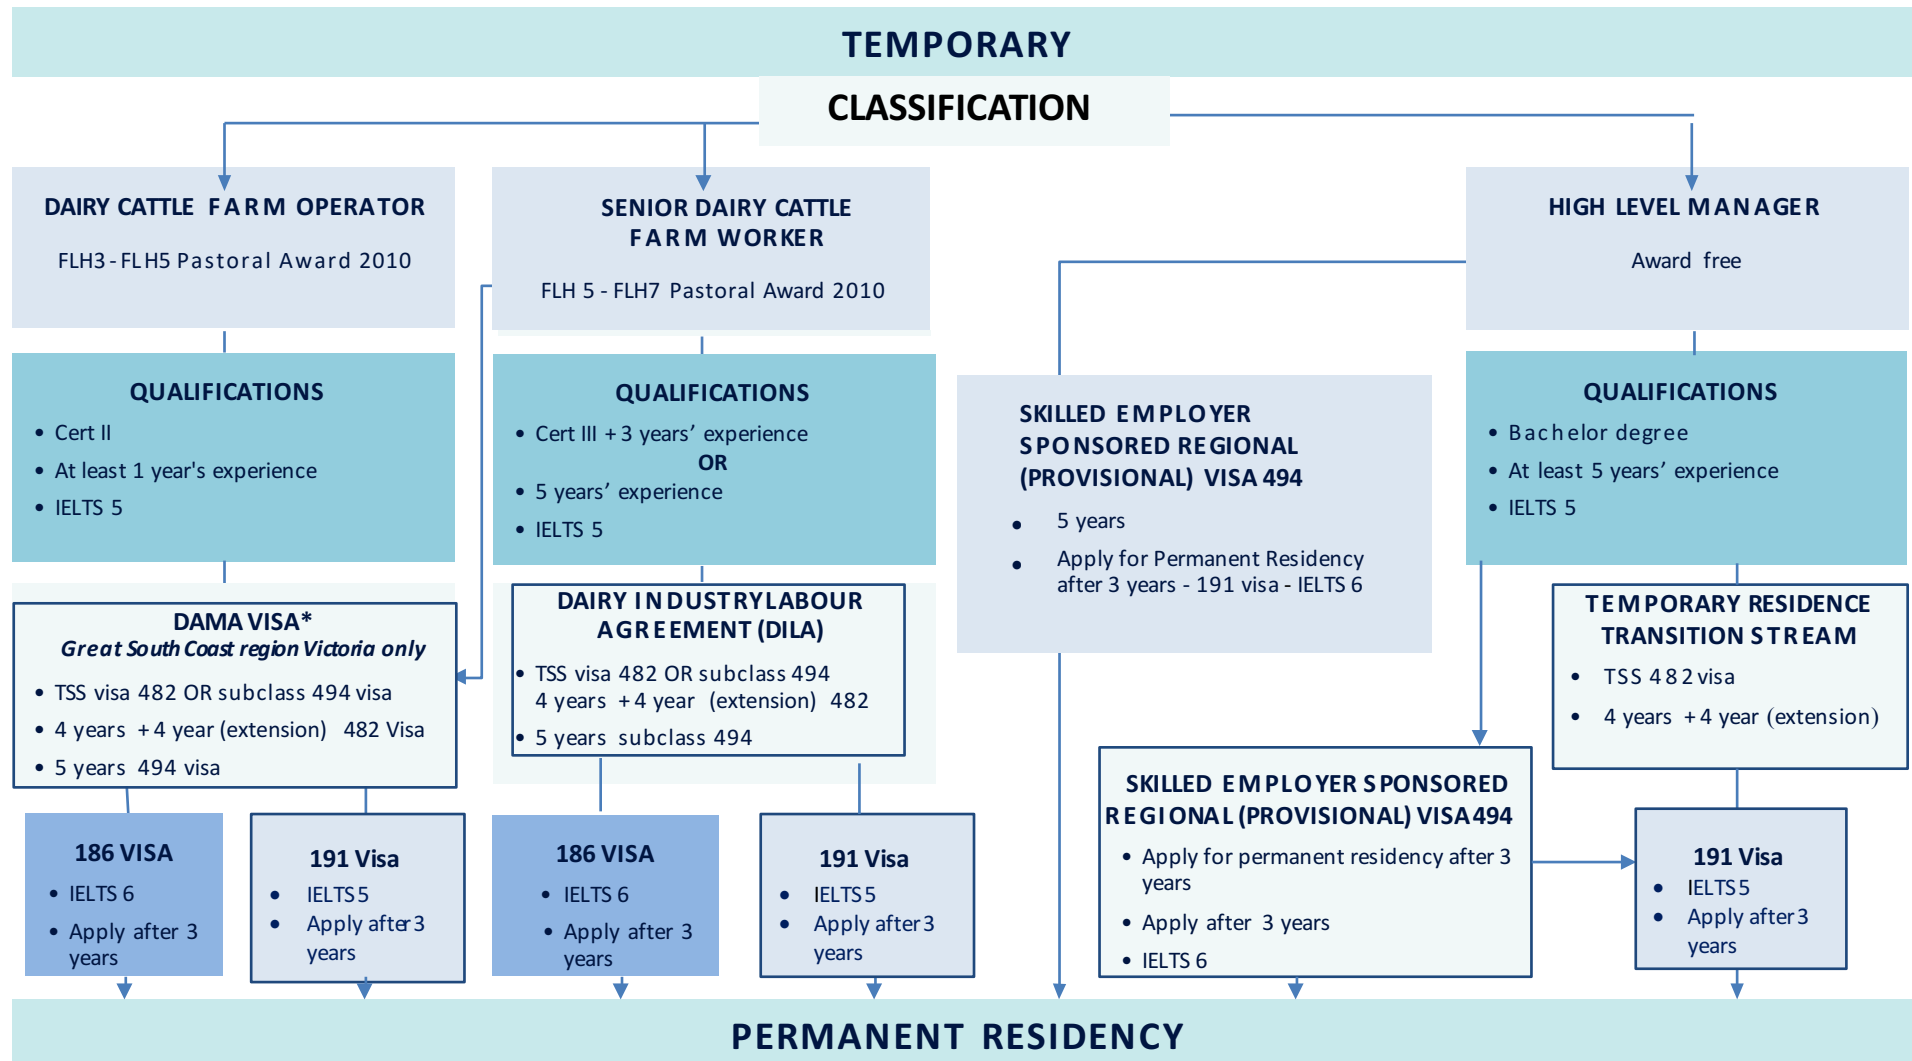 TEMPORARY
CLASSIFICATION
DAIRY CATTLE FARM OPERATOR
FLH3 - FLH5 Pastoral Award 2010
SENIOR DAIRY CATTLE
FARM WORKER
FLH 5 - FLH7 Pastoral Award 2010
HIGH LEVEL MANAGER
Award free
QUALIFICATIONS
• Cert II
• At least 1 year's experience
• IELTS 5
QUALIFICATIONS
• Cert III + 3 years’ experience
OR
• 5 years’ experience
• IELTS 5
SKILLED EMPLOYER
SPONSORED REGIONAL
(PROVISIONAL) VISA 494
• 5 years
• Apply for Permanent Residency
after 3 years - 191 visa - IELTS 6
QUALIFICATIONS
• Bachelor degree
• At least 5 years’ experience
• IELTS 5
DAMA VISA*
Great South Coast region Victoria only
• TSS visa 482 OR subclass 494 visa
• 4 years + 4 year (extension) 482 Visa
• 5 years 494 visa
DAIRY INDUSTRY LABOUR
AGREEMENT (DILA)
• TSS visa 482 OR subclass 494
4 years + 4 year (extension) 482
• 5 years subclass 494
TEMPORARY RESIDENCE
TRANSITION STREAM
• TSS 482 visa
• 4 years + 4 year (extension)
186 VISA
• IELTS 6
• Apply after 3
years
191 Visa
• IELTS 5
• Apply after 3
years
186 VISA
• IELTS 6
• Apply after 3
years
191 Visa
• IELTS 5
• Apply after 3
years
SKILLED EMPLOYER SPONSORED
REGIONAL (PROVISIONAL) VISA 494
• Apply for permanent residency after 3
years
• Apply after 3 years
• IELTS 6
191 Visa
• IELTS 5
• Apply after 3
years
PERMANENT RESIDENCY